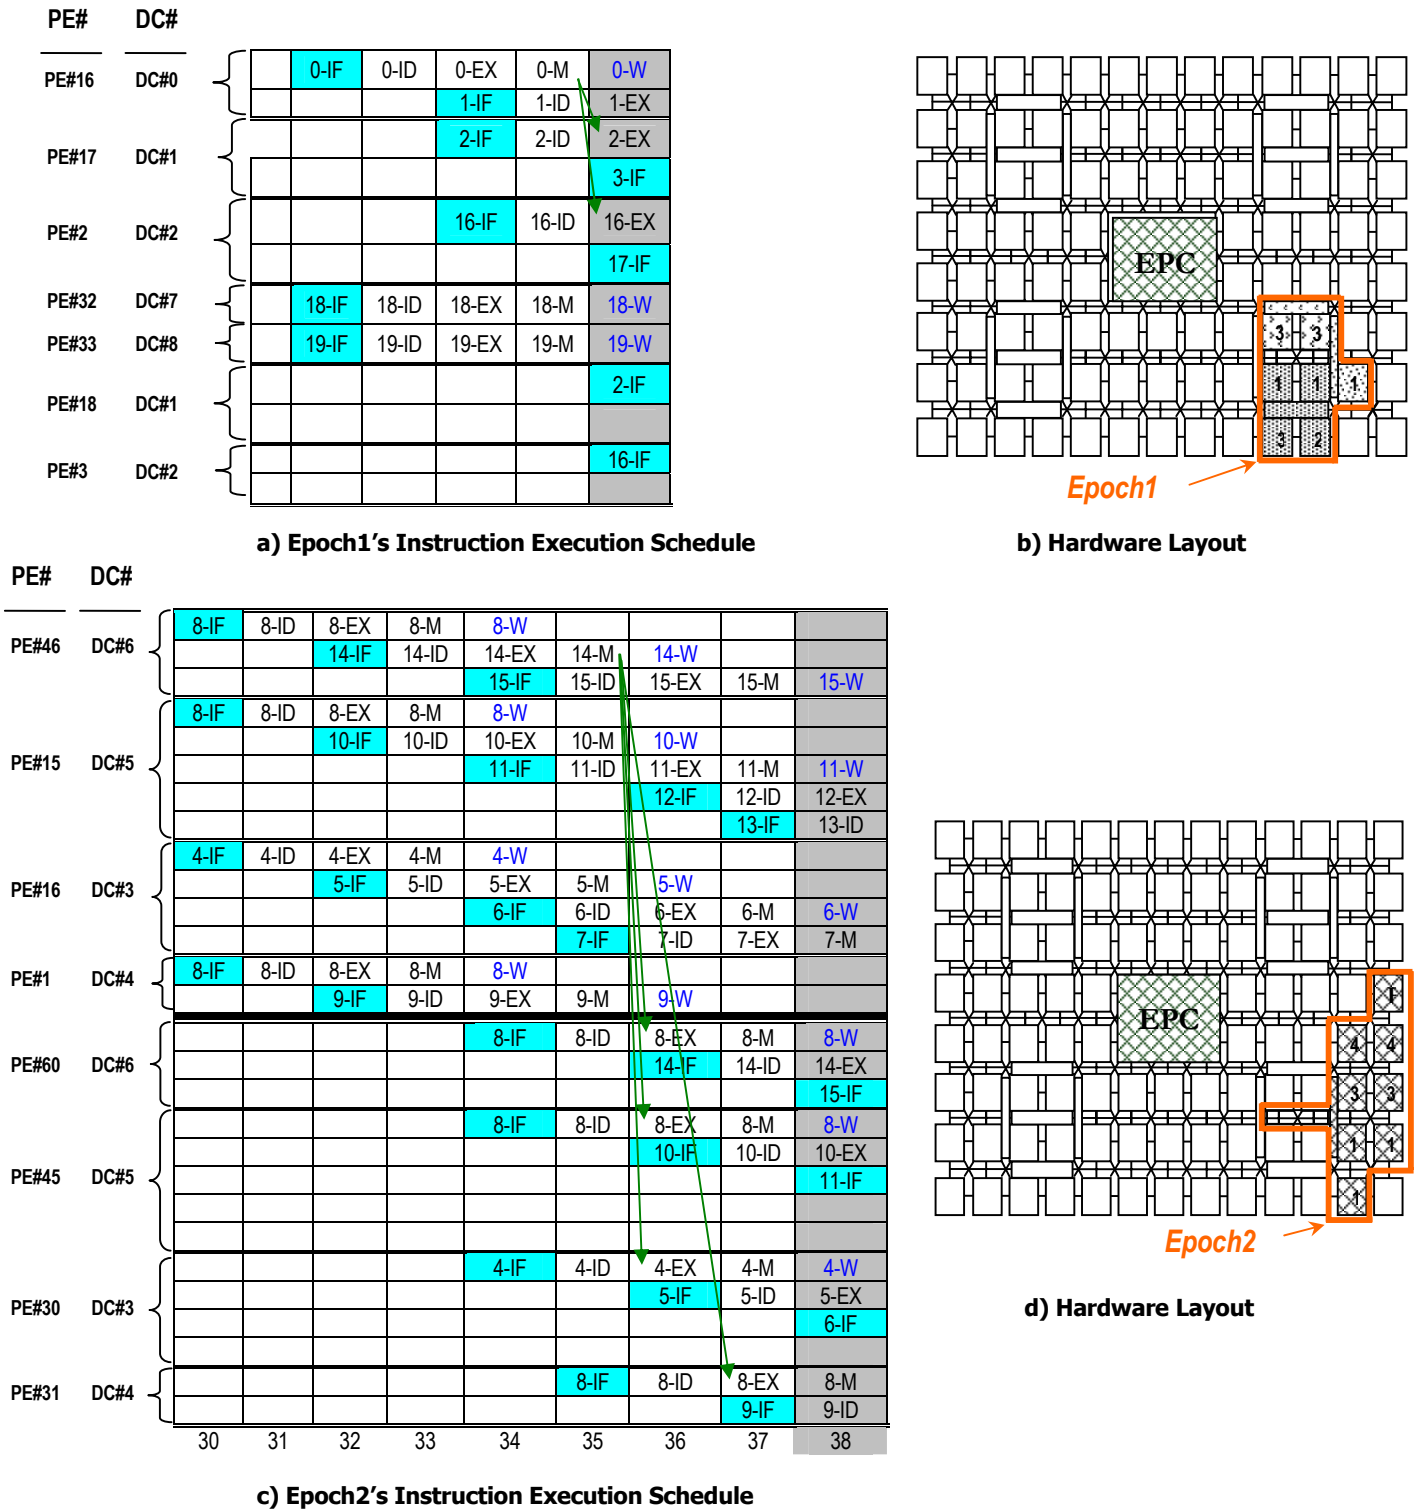 PE# DC#
PE#16 DC#0 0-IF 0-ID 0-EX 0-M 0-W
1-IF 1-ID 1-EX
PE#17 DC#1 2-IF 2-ID 2-EX
3-IF
PE#2 DC#2 16-IF 16-ID 16-EX
17-IF
PE#32 DC#7 18-IF 18-ID 18-EX 18-M 18-W
PE#33 DC#8 19-IF 19-ID 19-EX 19-M 19-W
PE#18 DC#1 2-IF
PE#3 DC#2 16-IF
a) Epoch1's Instruction Execution Schedule
EPC
3 3
1 1 1
3 2
Epoch1
b) Hardware Layout
PE# DC#
PE#46 DC#6 8-IF 8-ID 8-EX 8-M 8-W
14-IF 14-ID 14-EX 14-M 14-W
15-IF 15-ID 15-EX 15-M 15-W
PE#15 DC#5 8-IF 8-ID 8-EX 8-M 8-W
10-IF 10-ID 10-EX 10-M 10-W
11-IF 11-ID 11-EX 11-M 11-W
12-IF 12-ID 12-EX
13-IF 13-ID
PE#16 DC#3 4-IF 4-ID 4-EX 4-M 4-W
5-IF 5-ID 5-EX 5-M 5-W
6-IF 6-ID 6-EX 6-M 6-W
7-IF 7-ID 7-EX 7-M
PE#1 DC#4 8-IF 8-ID 8-EX 8-M 8-W
9-IF 9-ID 9-EX 9-M 9-W
PE#60 DC#6 8-IF 8-ID 8-EX 8-M 8-W
14-IF 14-ID 14-EX
15-IF
PE#45 DC#5 8-IF 8-ID 8-EX 8-M 8-W
10-IF 10-ID 10-EX
11-IF
PE#30 DC#3 4-IF 4-ID 4-EX 4-M 4-W
5-IF 5-ID 5-EX
6-IF
PE#31 DC#4 8-IF 8-ID 8-EX 8-M
9-IF 9-ID
30 31 32 33 34 35 36 37 38
c) Epoch2's Instruction Execution Schedule
EPC
1
4 4
3 3
1 1
1
Epoch2
d) Hardware Layout